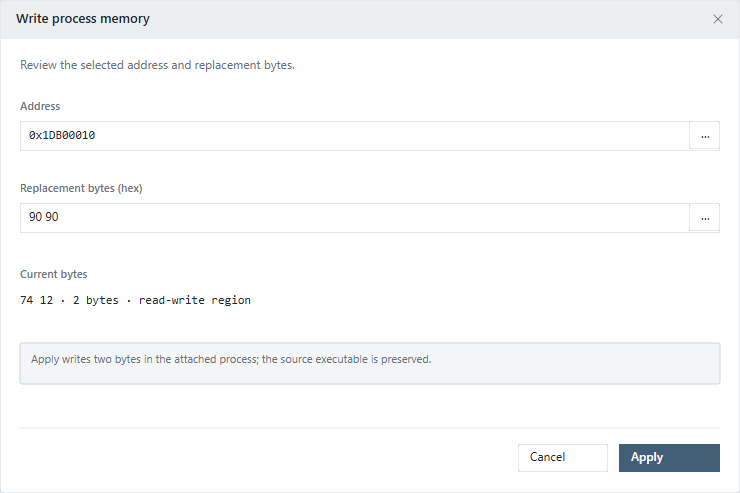 Write process memory
Review the selected address and replacement bytes.
Address
0x1DB00010
...
Replacement bytes (hex)
90 90
...
Current bytes
74 12 · 2 bytes · read-write region
Apply writes two bytes in the attached process; the source executable is preserved.
Cancel
Apply